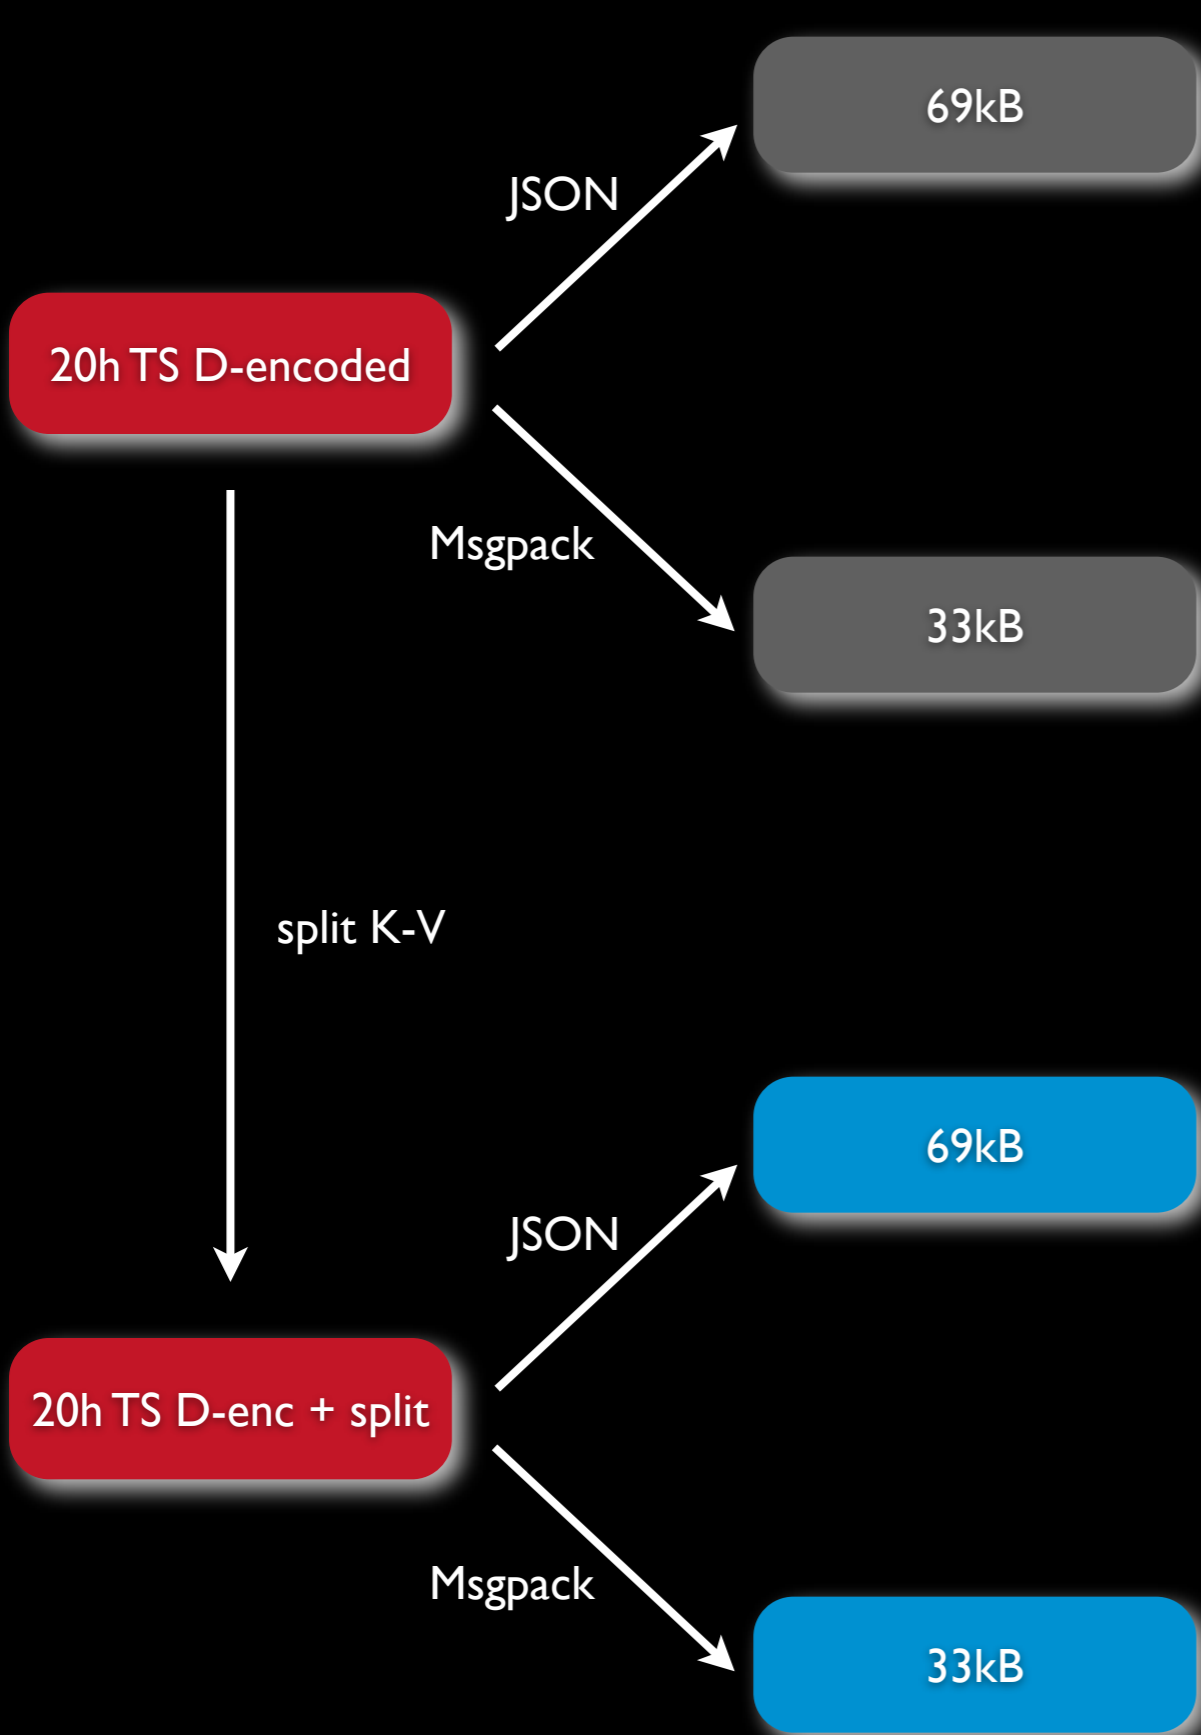 69kB
JSON
20h TS D-encoded
Msgpack
33kB
split K-V
69kB
JSON
20h TS D-enc + split
Msgpack
33kB